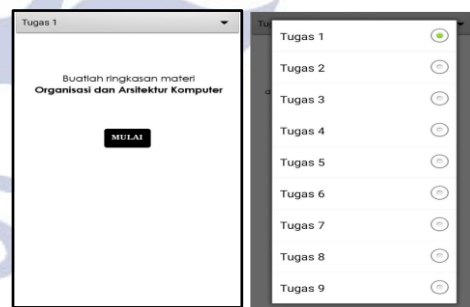 Tugas 1
Buatlah ringkasan materi
Organisasi dan Arsitektur Komputer
MULAI
Tu
Tugas 1
Tugas 2
Tugas 3
Tugas 4
Tugas 5
Tugas 6
Tugas 7
Tugas 8
Tugas 9